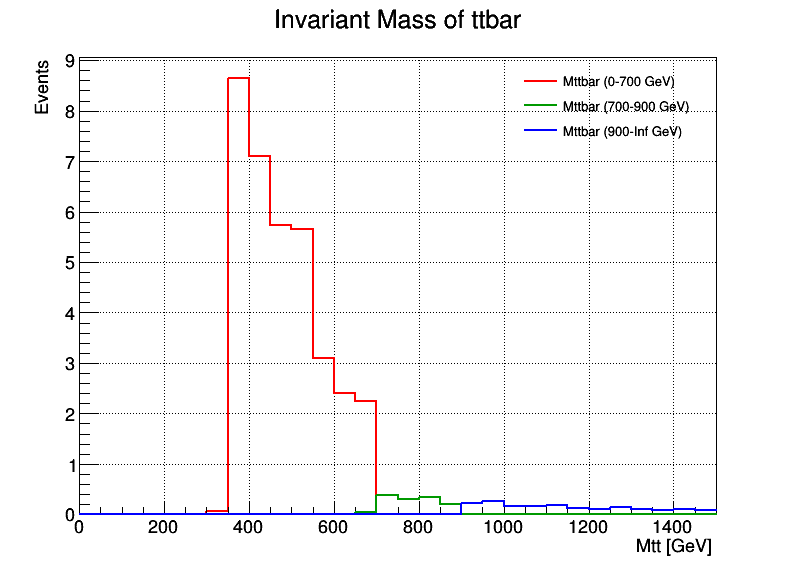 Invariant Mass of ttbar
Events
Mttbar (0-700 GeV)
Mttbar (700-900 GeV)
Mttbar (900-Inf GeV)
9
8
7
6
5
4
3
2
1
0
0 200 400 600 800 1000 1200 1400
Mtt [GeV]